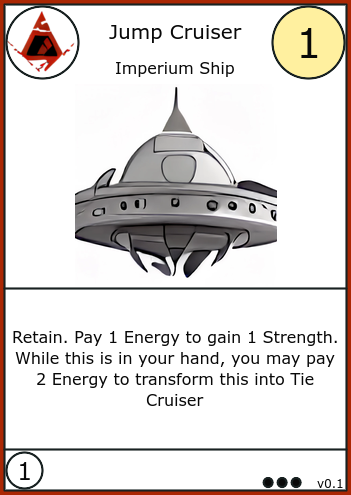 Jump Cruiser
1
Imperium Ship
Retain. Pay 1 Energy to gain 1 Strength.
While this is in your hand, you may pay
2 Energy to transform this into Tie
Cruiser
1
v0.1